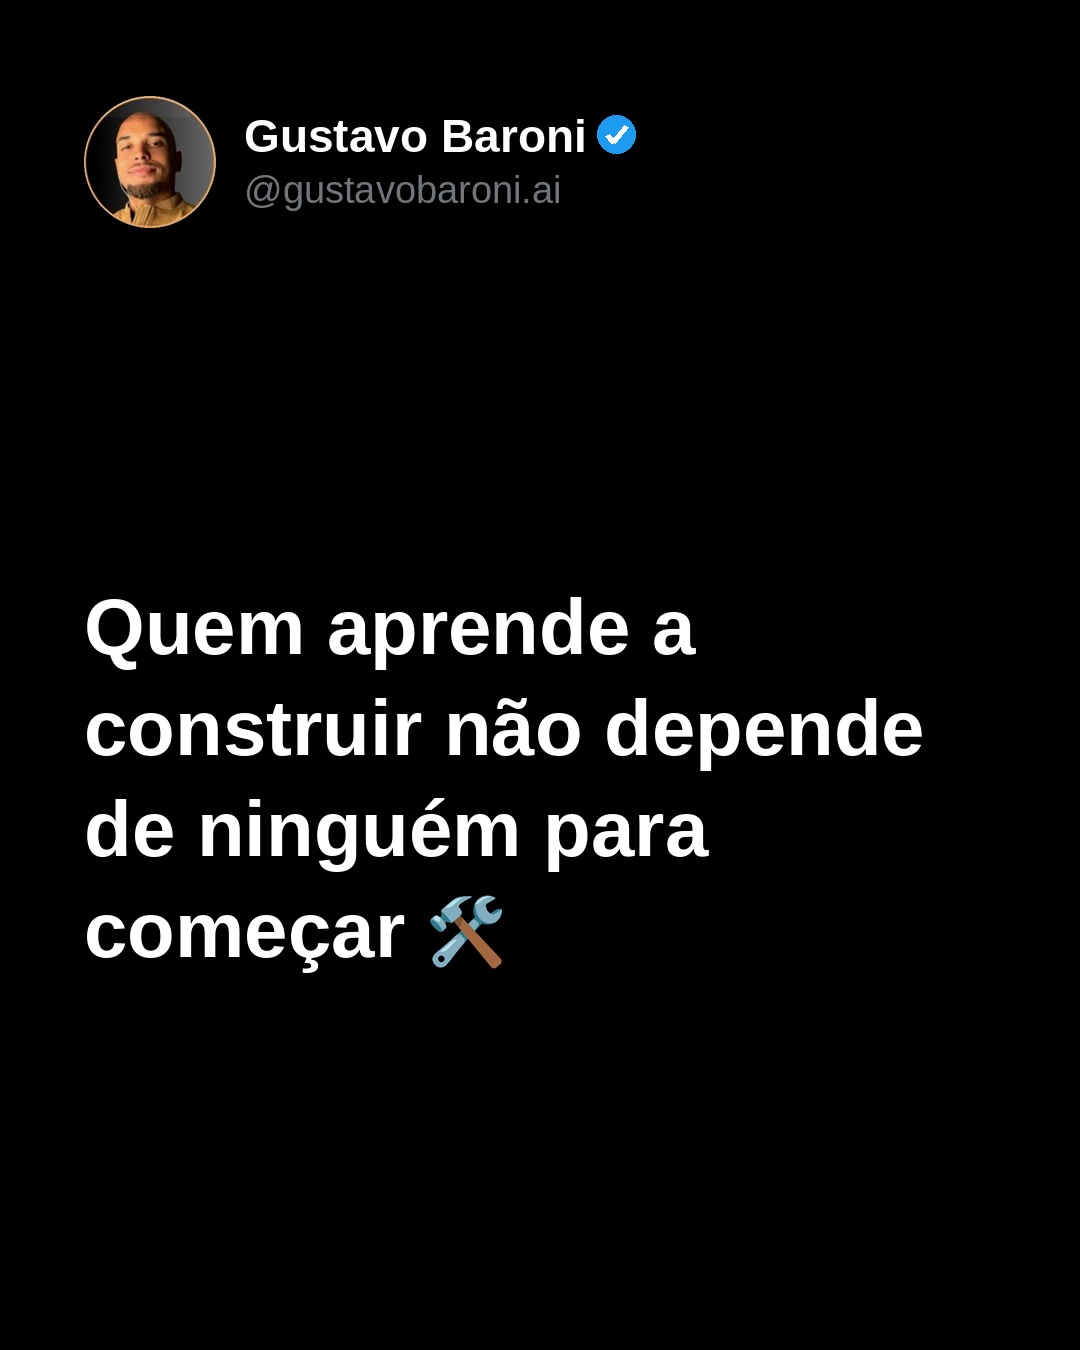 Gustavo Baroni
@gustavobaroni.ai
Quem aprende a
construir não depende
de ninguém para
começar 🛠️